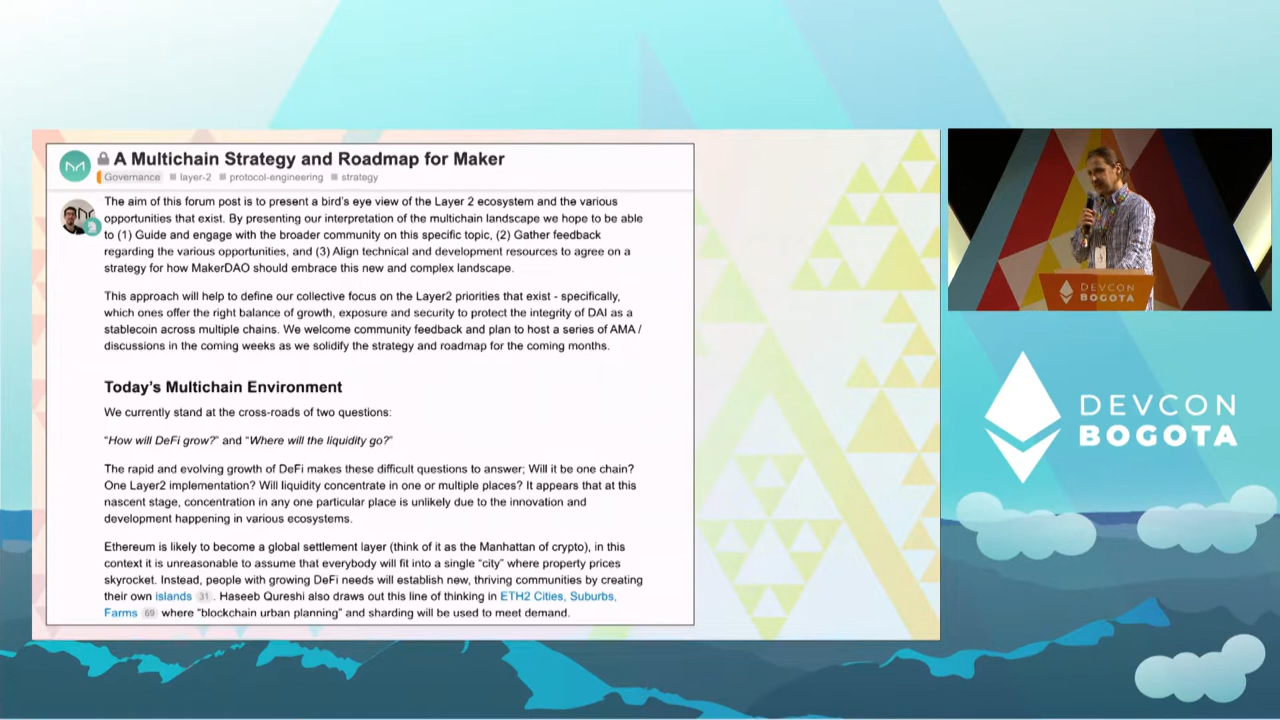 A Multichain Strategy and Roadmap for Maker
Governance layer-2 protocol-engineering strategy
The aim of this forum post is to present a bird's eye view of the Layer 2 ecosystem and the various
opportunities that exist. By presenting our interpretation of the multichain landscape we hope to be able
to (1) Guide and engage with the broader community on this specific topic, (2) Gather feedback
regarding the various opportunities, and (3) Align technical and development resources to agree on a
strategy for how MakerDAO should embrace this new and complex landscape.
This approach will help to define our collective focus on the Layer2 priorities that exist - specifically,
which ones offer the right balance of growth, exposure and security to protect the integrity of DAI as a
stablecoin across multiple chains. We welcome community feedback and plan to host a series of AMA /
discussions in the coming weeks as we solidify the strategy and roadmap for the coming months.
Today's Multichain Environment
We currently stand at the cross-roads of two questions:
"How will DeFi grow?" and "Where will the liquidity go?"
The rapid and evolving growth of DeFi makes these difficult questions to answer; Will it be one chain?
One Layer2 implementation? Will liquidity concentrate in one or multiple places? It appears that at this
nascent stage, concentration in any one particular place is unlikely due to the innovation and
development happening in various ecosystems.
Ethereum is likely to become a global settlement layer (think of it as the Manhattan of crypto), in this
context it is unreasonable to assume that everybody will fit into a single "city" where property prices
skyrocket. Instead, people with growing DeFi needs will establish new, thriving communities by creating
their own islands 31 . Haseeb Qureshi also draws out this line of thinking in ETH2 Cities, Suburbs,
Farms 69 where "blockchain urban planning" and sharding will be used to meet demand.
DEVCON
BOGOTA
DEVCON
BOGOTA